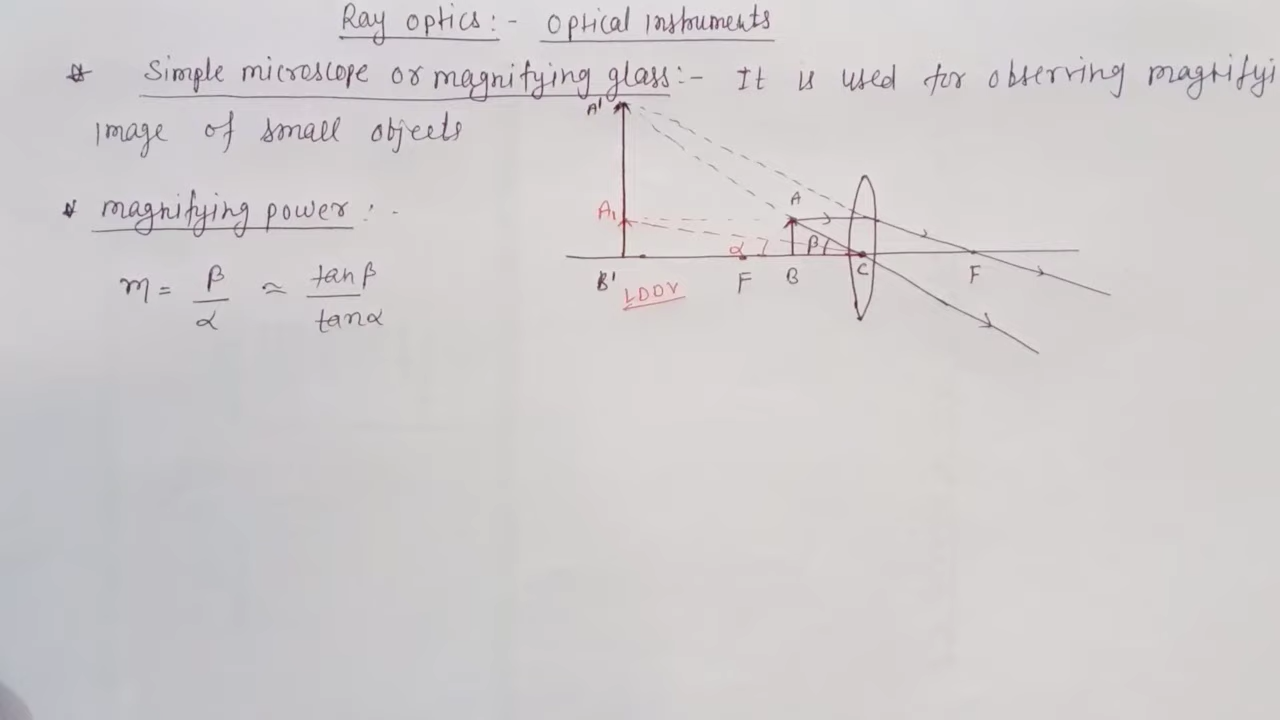 Ray optics:- Optical Instruments
* Simple microscope or magnifying glass:- It is used for observing magnifyi
image of small objects
* magnifying power:-
m = β/α ≈ tanβ/tanα
A'
A
A₁
α
β
B'
LDDV
F
B
C
F